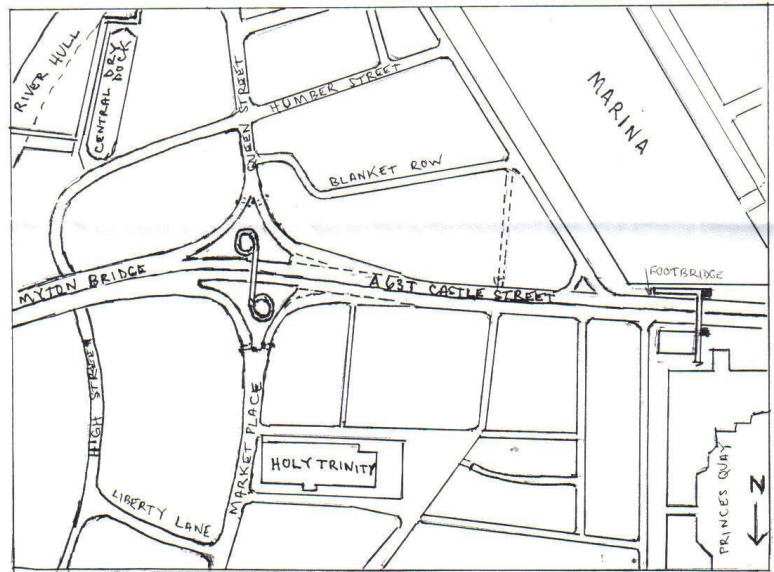 RIVER HULL
CENTRAL DRY
DOCK
QUEEN STREET
HUMBER STREET
MARINA
BLANKET ROW
MYTON BRIDGE
A63T CASTLE STREET
FOOTBRIDGE
HIGH STREET
MARKET PLACE
HOLY TRINITY
LIBERTY LANE
PRINCES QUAY
N